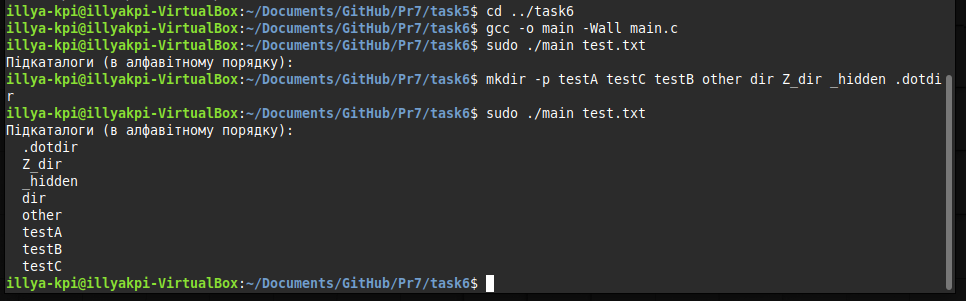 illya-kpi@illyakpi-VirtualBox:~/Documents/GitHub/Pr7/task5$ cd ../task6
illya-kpi@illyakpi-VirtualBox:~/Documents/GitHub/Pr7/task6$ gcc -o main -Wall main.c
illya-kpi@illyakpi-VirtualBox:~/Documents/GitHub/Pr7/task6$ sudo ./main test.txt
Підкаталоги (в алфавітному порядку):
illya-kpi@illyakpi-VirtualBox:~/Documents/GitHub/Pr7/task6$ mkdir -p testA testC testB other dir Z_dir _hidden .dotdi
r
illya-kpi@illyakpi-VirtualBox:~/Documents/GitHub/Pr7/task6$ sudo ./main test.txt
Підкаталоги (в алфавітному порядку):
  .dotdir
  Z_dir
  _hidden
  dir
  other
  testA
  testB
  testC
illya-kpi@illyakpi-VirtualBox:~/Documents/GitHub/Pr7/task6$